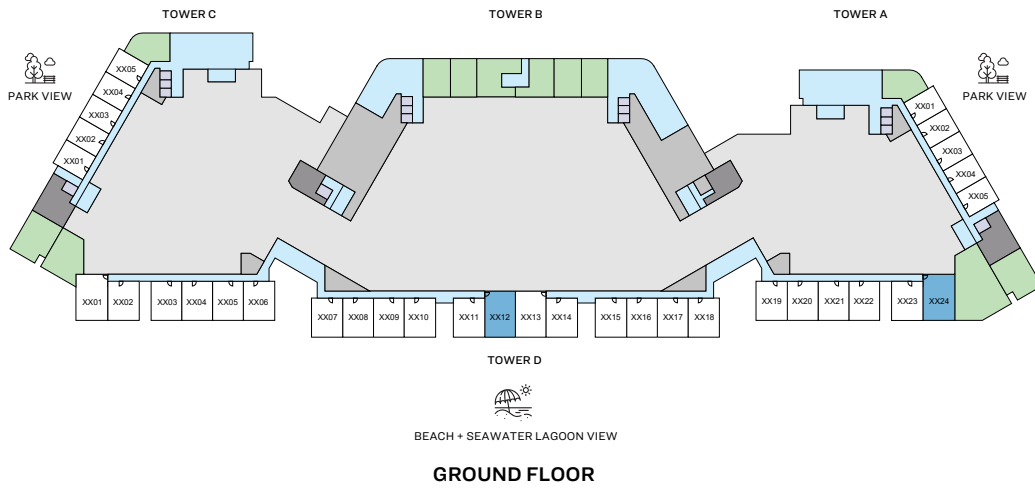 TOWER C
TOWER B
TOWER A
PARK VIEW
PARK VIEW
XX05
XX04
XX03
XX02
XX01
XX01
XX02
XX03
XX04
XX05
XX01
XX02
XX03
XX04
XX05
XX06
XX07
XX08
XX09
XX10
XX11
XX12
XX13
XX14
XX15
XX16
XX17
XX18
XX19
XX20
XX21
XX22
XX23
XX24
TOWER D
BEACH + SEAWATER LAGOON VIEW
GROUND FLOOR